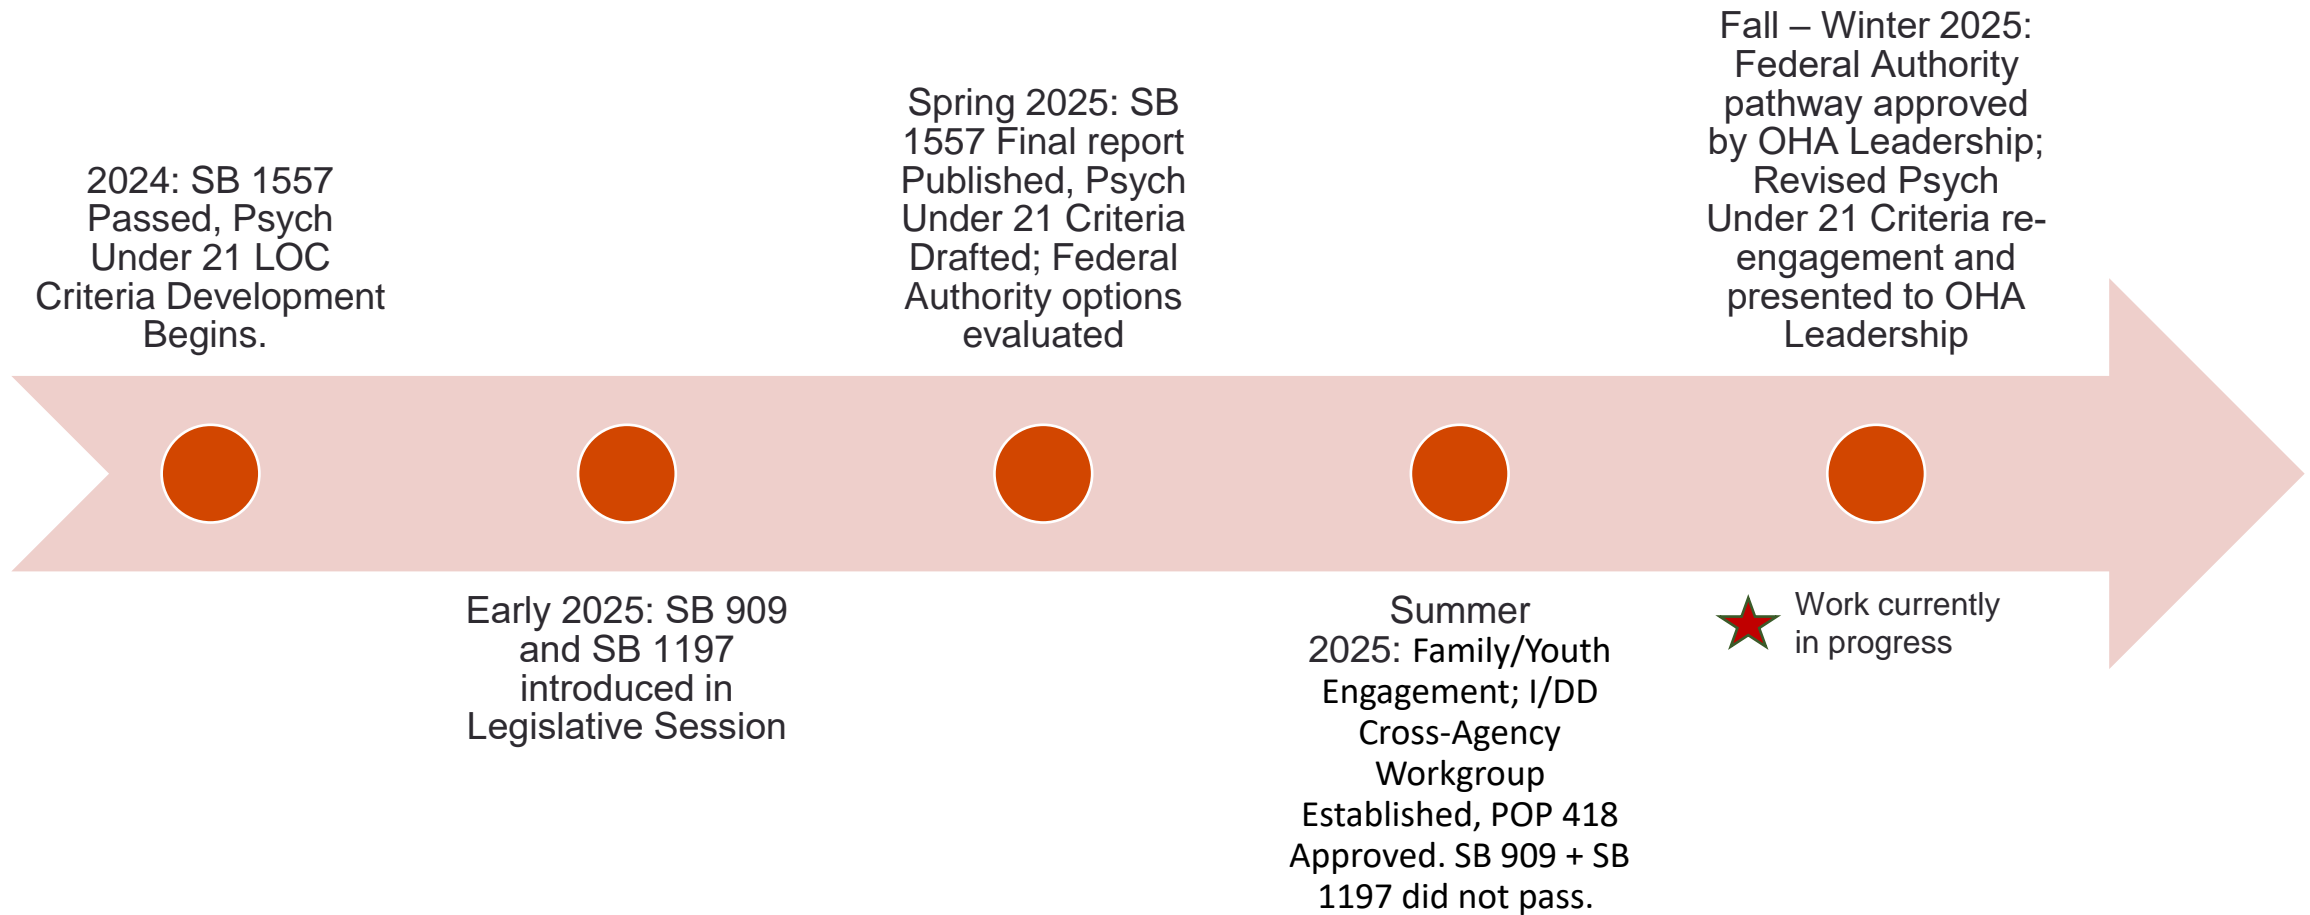 2024: SB 1557
Passed, Psych
Under 21 LOC
Criteria Development
Begins.
Early 2025: SB 909
and SB 1197
introduced in
Legislative Session
Spring 2025: SB
1557 Final report
Published, Psych
Under 21 Criteria
Drafted; Federal
Authority options
evaluated
Summer
2025: Family/Youth
Engagement; I/DD
Cross-Agency
Workgroup
Established, POP 418
Approved. SB 909 + SB
1197 did not pass.
Fall – Winter 2025:
Federal Authority
pathway approved
by OHA Leadership;
Revised Psych
Under 21 Criteria re-
engagement and
presented to OHA
Leadership
Work currently
in progress